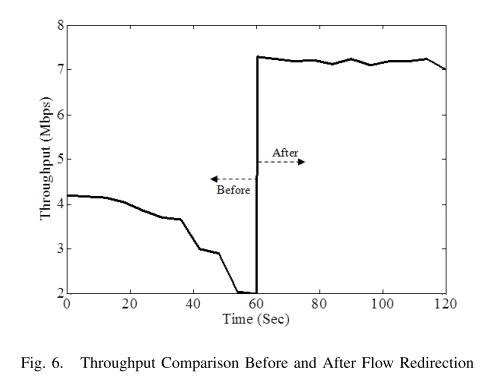 8
7
6
5
4
3
2
Throughput (Mbps)
After
Before
0 20 40 60 80 100 120
Time (Sec)
Fig. 6. Throughput Comparison Before and After Flow Redirection